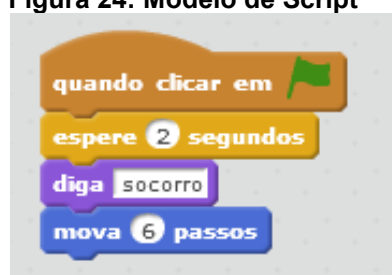 Figura 24: Modelo de Script
quando clicar em
espere 2 segundos
diga socorro
mova 6 passos